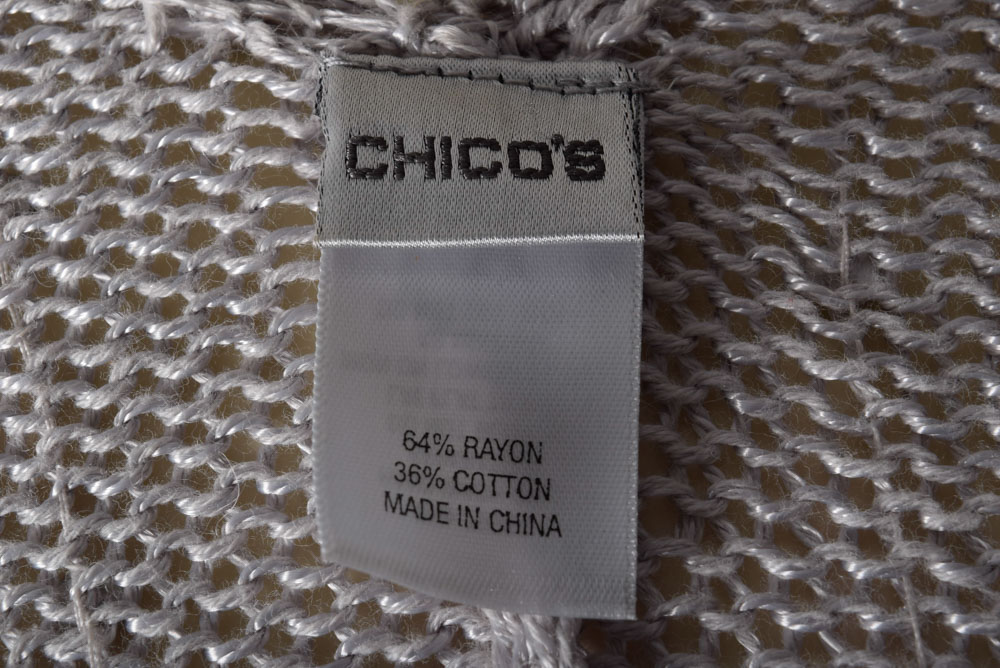 CHICO's
64% RAYON
36% COTTON
MADE IN CHINA